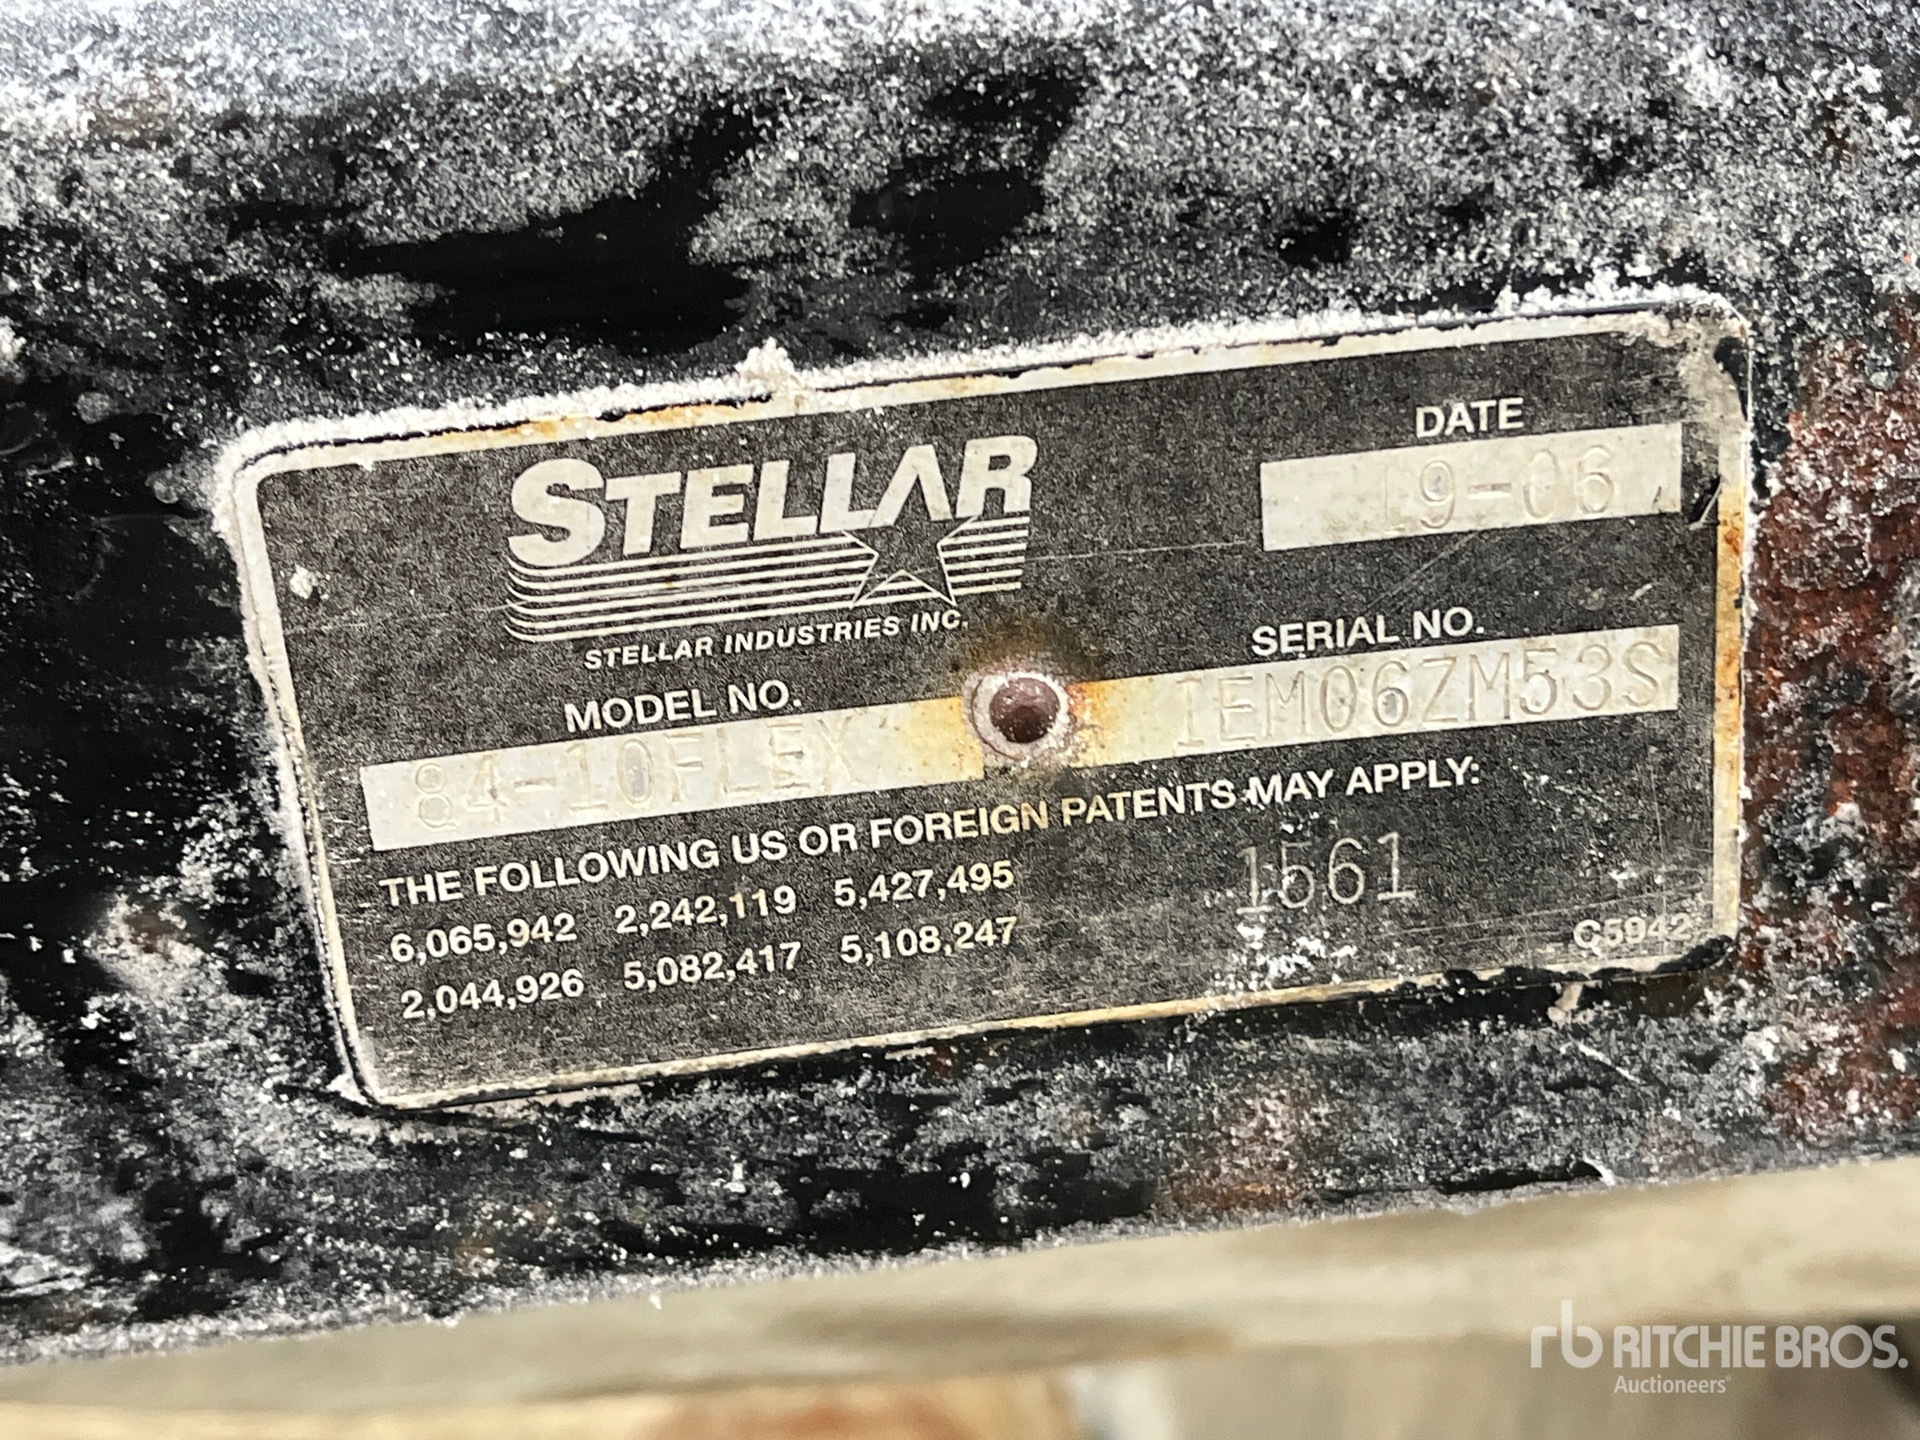 STELLAR
STELLAR INDUSTRIES INC.
DATE
19-06
MODEL NO.
84-10FLEX
SERIAL NO.
IEM06ZM53S
THE FOLLOWING US OR FOREIGN PATENTS MAY APPLY:
6,065,942 2,242,119 5,427,495
2,044,926 5,082,417 5,108,247
1561
C5942
rb RITCHIE BROS.
Auctioneers